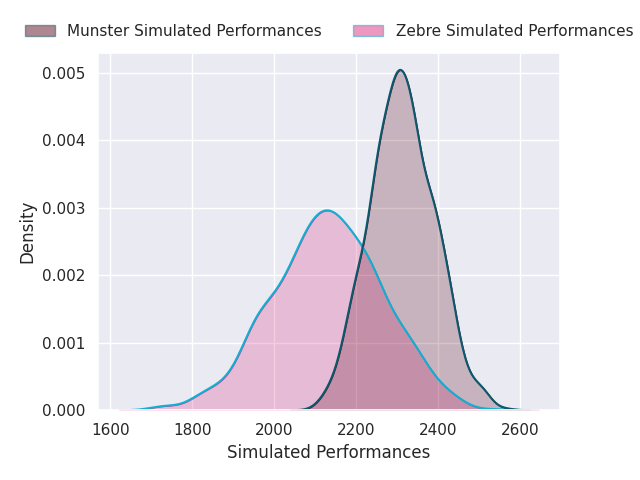 Munster Simulated Performances
Zebre Simulated Performances
0.005
0.004
0.003
0.002
0.001
0.000
Density
1600 1800 2000 2200 2400 2600
Simulated Performances